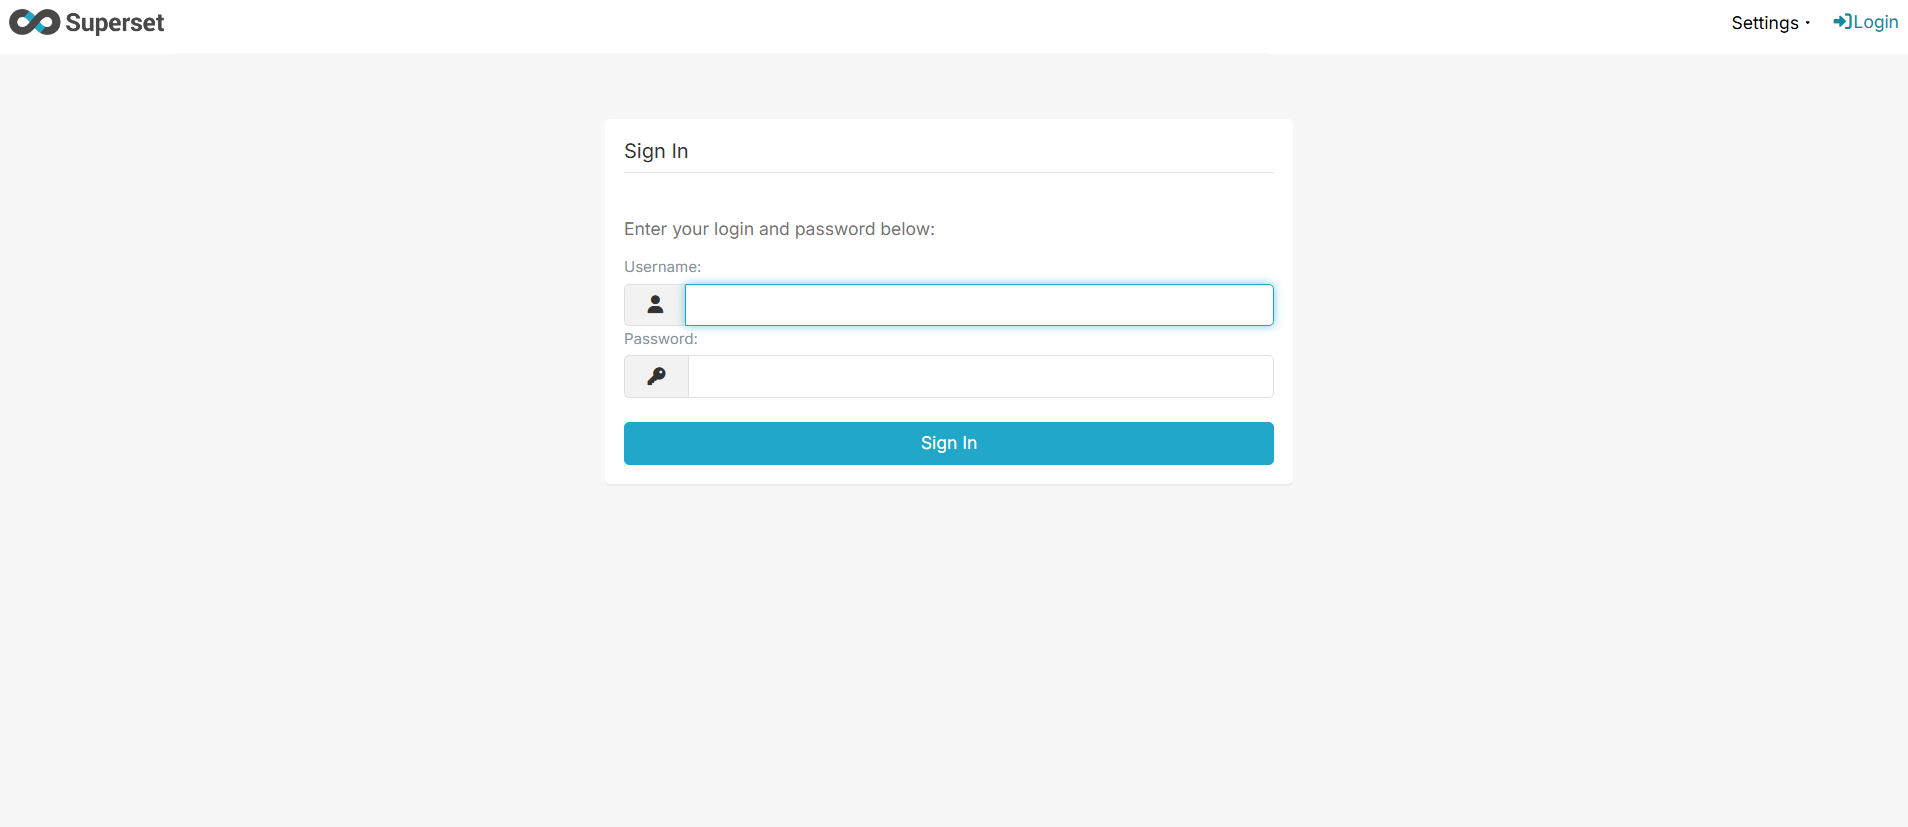 Superset
Settings
Login
Sign In
Enter your login and password below:
Username:
Password:
Sign In